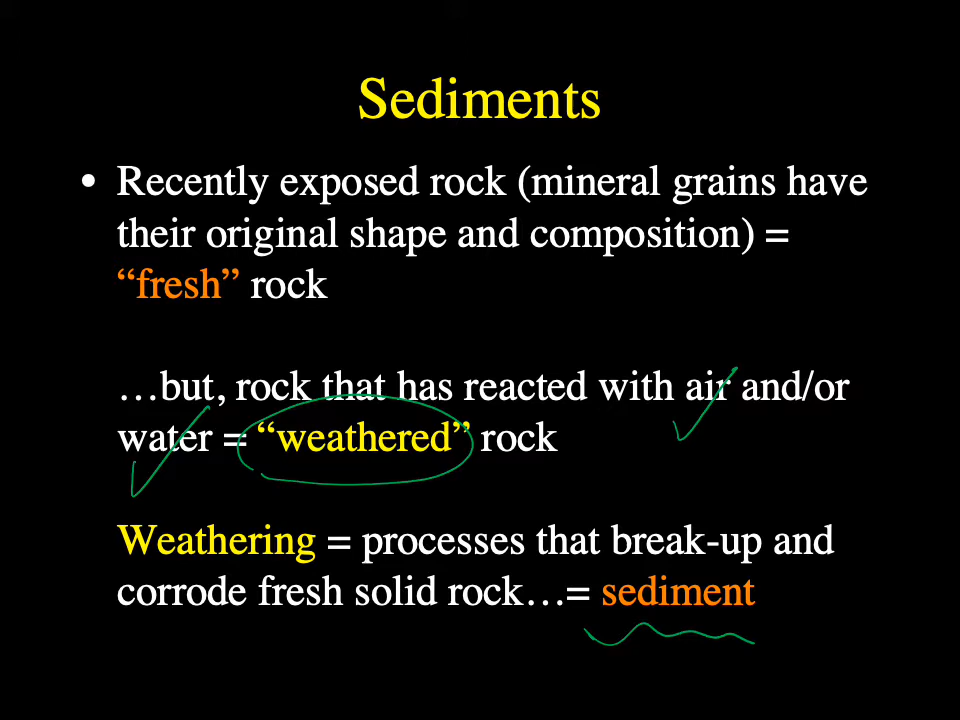 Sediments
• Recently exposed rock (mineral grains have
their original shape and composition) =
“fresh” rock
…but, rock that has reacted with air and/or
water = “weathered” rock
Weathering = processes that break-up and
corrode fresh solid rock…= sediment